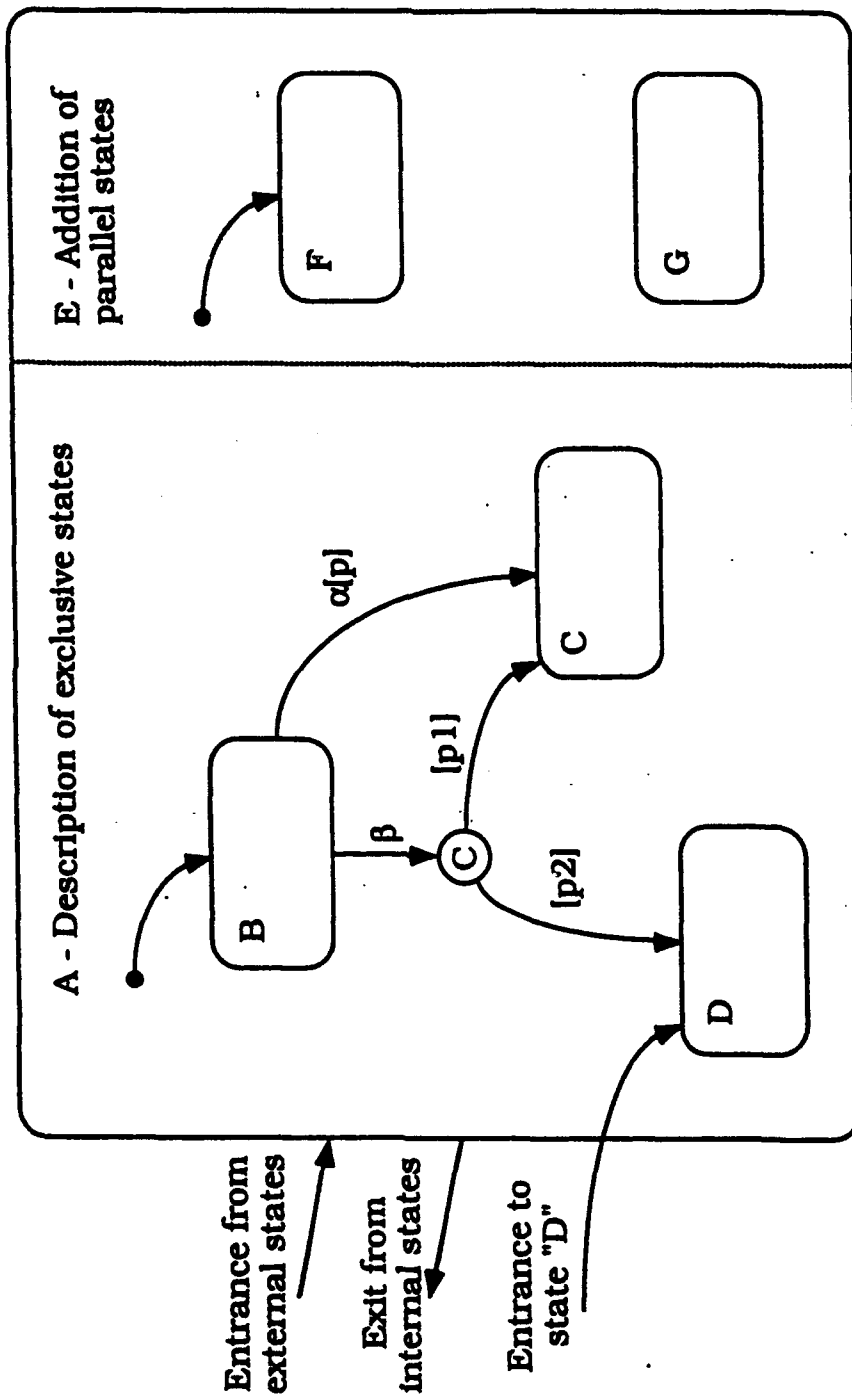 A - Description of exclusive states
E - Addition of
parallel states
B
F
α[p]
β
Entrance from
external states
C
[p1]
Exit from
internal states
[p2]
C
G
Entrance to
state "D"
D